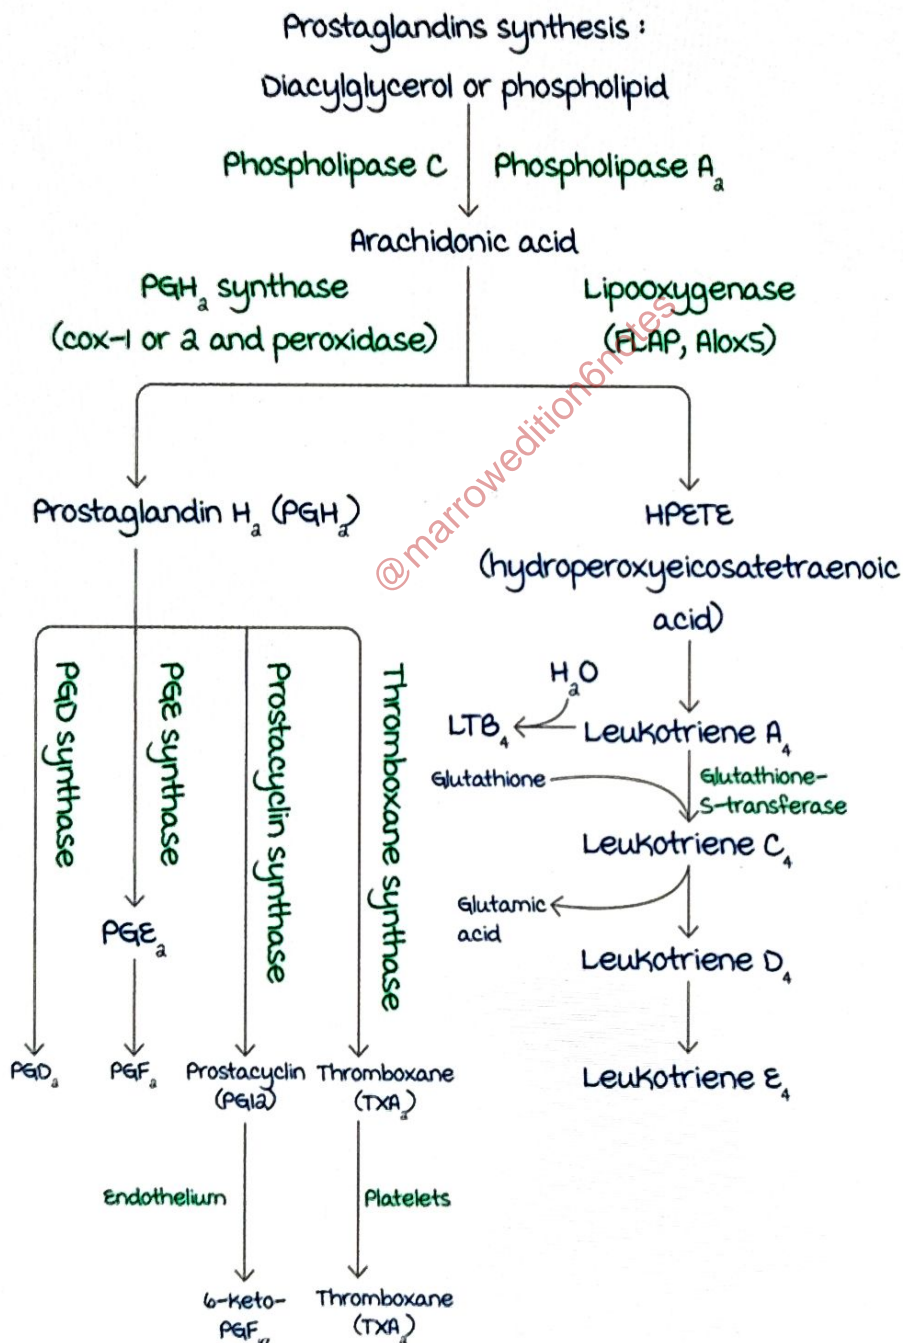 Prostaglandins synthesis :
Diacylglycerol or phospholipid
Phospholipase C
Phospholipase A₂
Arachidonic acid
PGH₂ synthase
(cox-1 or 2 and peroxidase)
Lipooxygenase
(FLAP, Alox5)
@marrowedition6notes
Prostaglandin H₂ (PGH₂)
HPETE
(hydroperoxyeicosatetraenoic
acid)
PGD synthase
PGE synthase
Prostacyclin synthase
Thromboxane synthase
H₂O
LTB₄
Leukotriene A₄
Glutathione
Glutathione-
S-transferase
Leukotriene C₄
Glutamic
acid
Leukotriene D₄
Leukotriene E₄
PGE₂
PGD₂
PGF₂
Prostacyclin
(PGI2)
Thromboxane
(TXA₂)
Endothelium
Platelets
6-keto-
PGF
Thromboxane
(TXA₂)